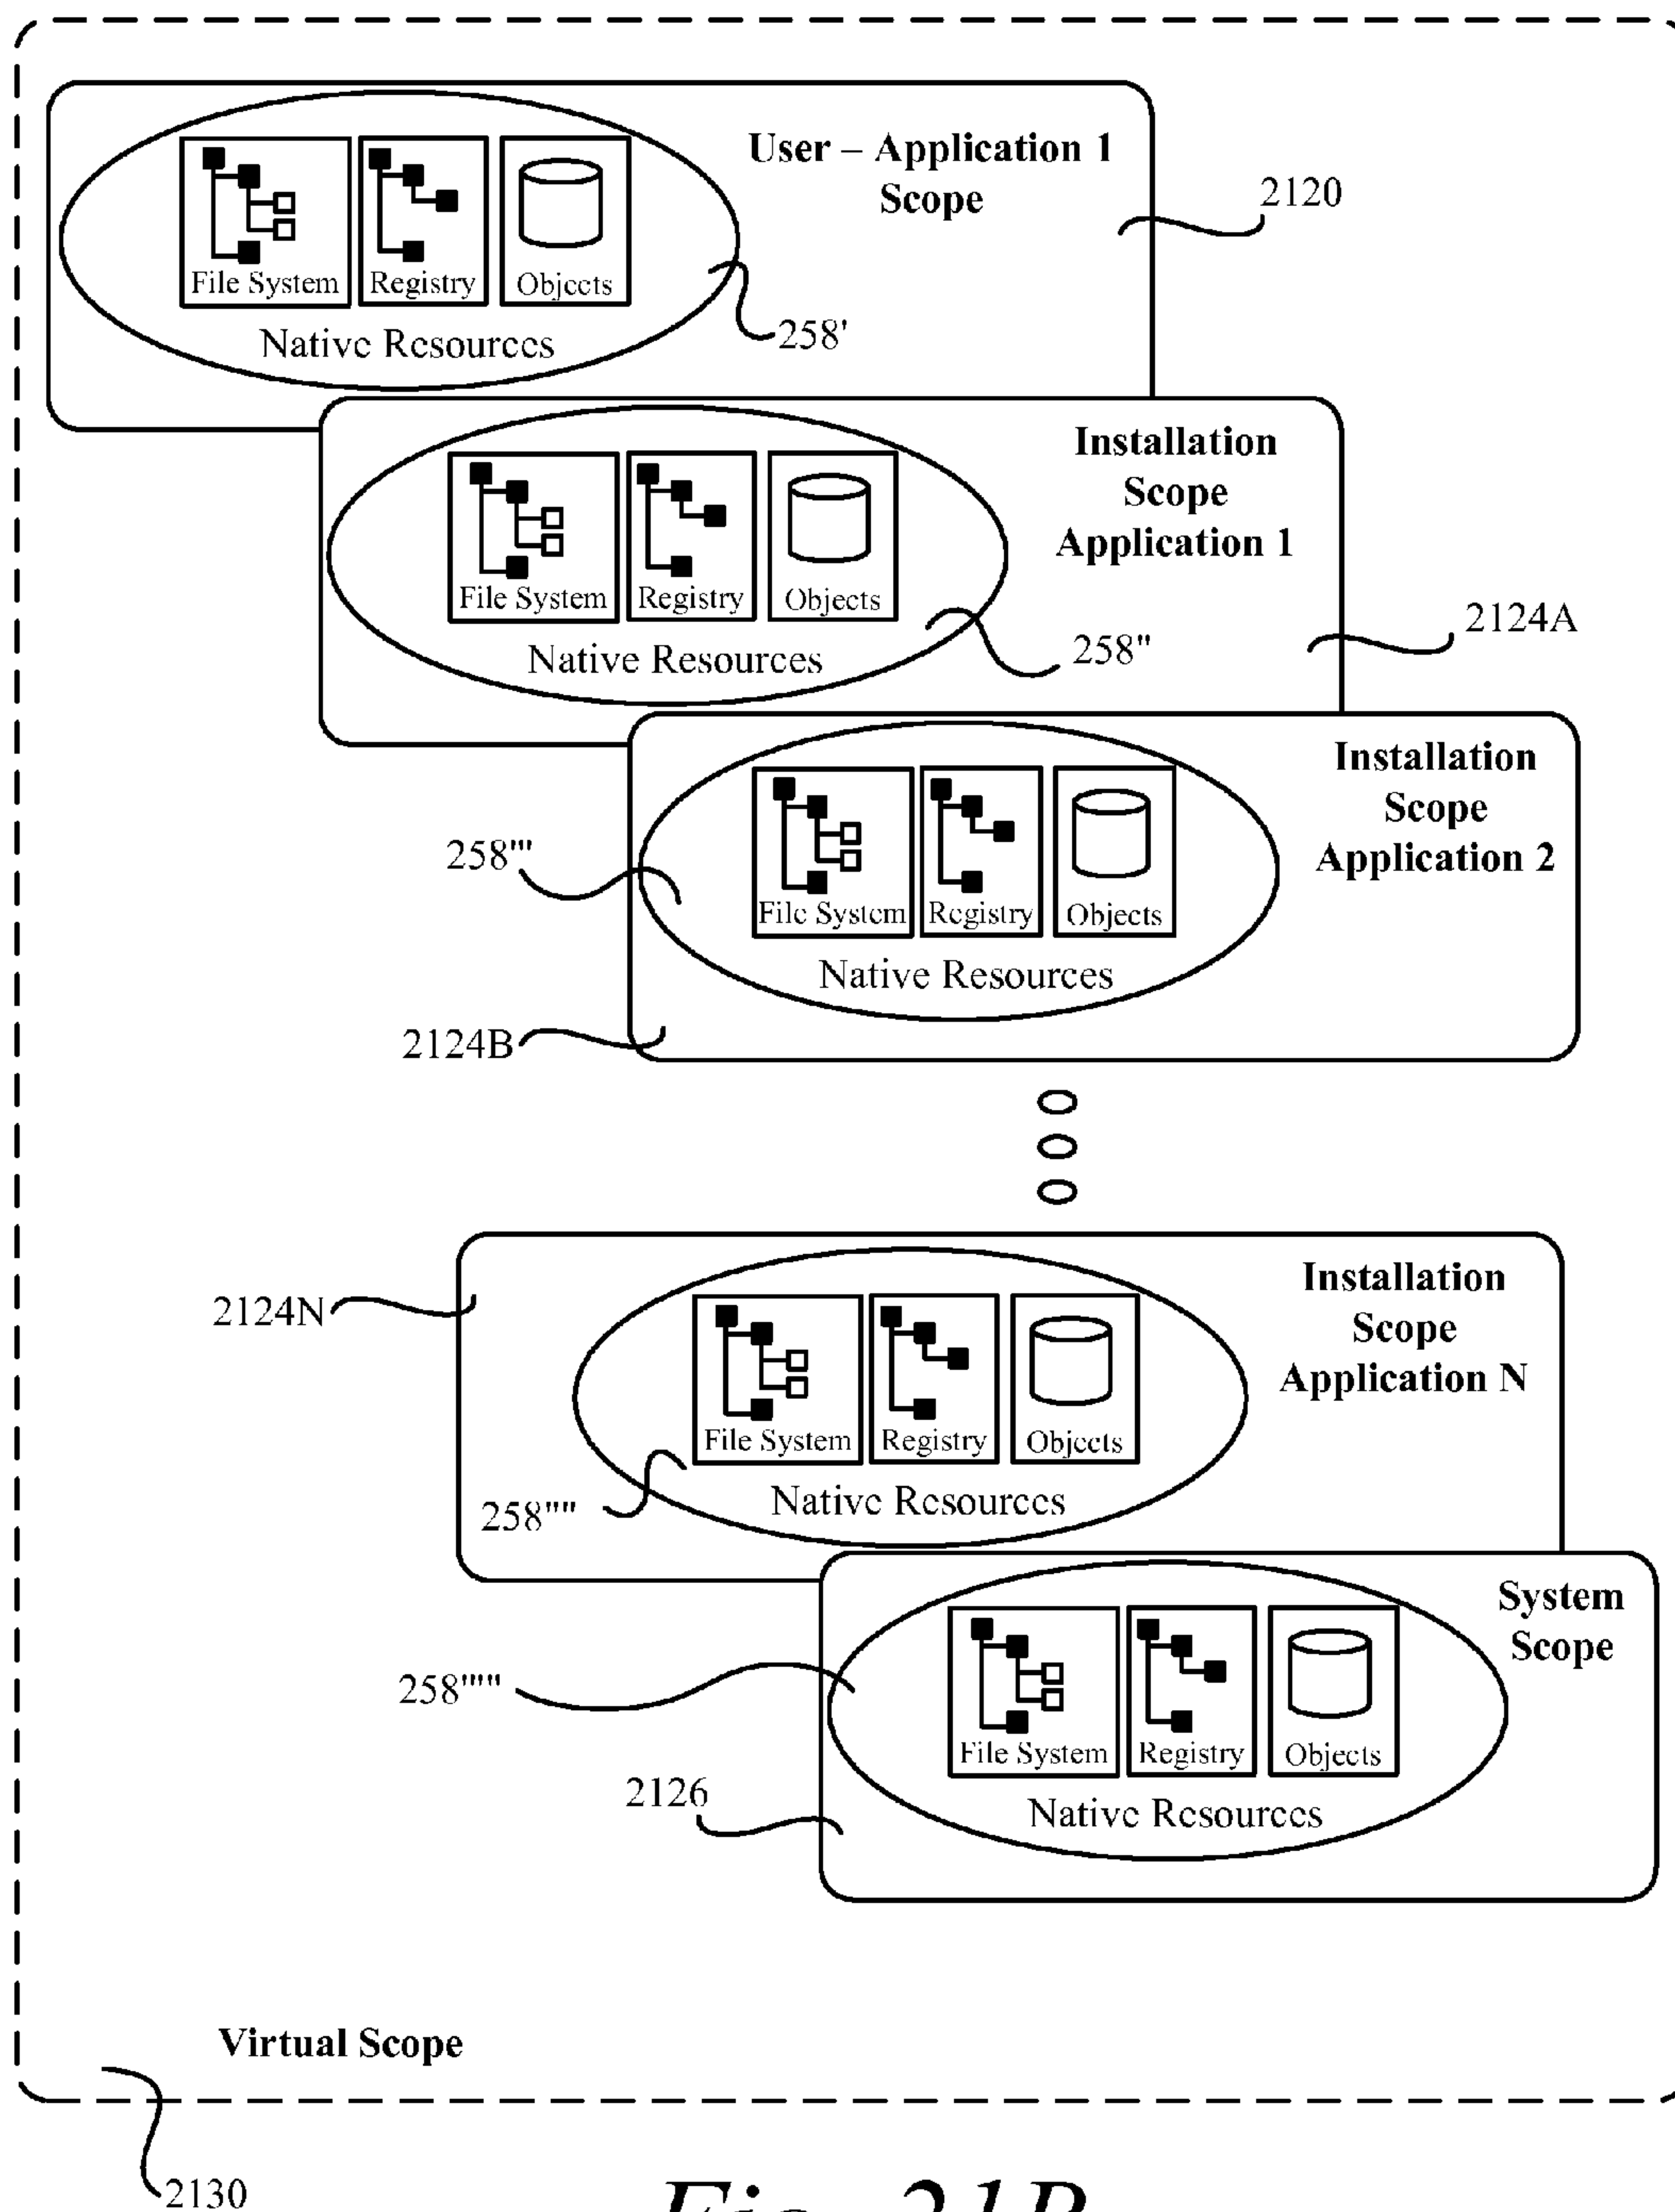 User – Application 1
Scope
2120
File System
Registry
Objects
Native Resources
258'
Installation
Scope
Application 1
2124A
File System
Registry
Objects
Native Resources
258"
Installation
Scope
Application 2
258'"
File System
Registry
Objects
Native Resources
2124B
Installation
Scope
Application N
2124N
File System
Registry
Objects
Native Resources
258""
System
Scope
258""'
File System
Registry
Objects
Native Resources
2126
Virtual Scope
2130
Fig. 21B